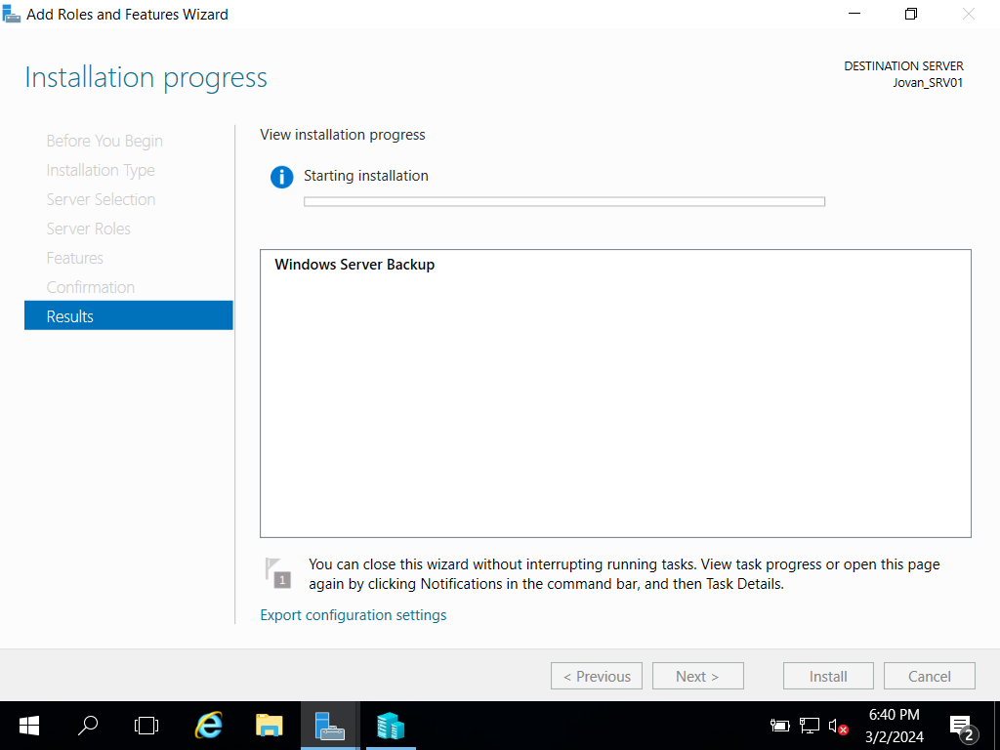 Add Roles and Features Wizard
Installation progress
DESTINATION SERVER
Jovan_SRV01
Before You Begin
Installation Type
Server Selection
Server Roles
Features
Confirmation
Results
View installation progress
Starting installation
Windows Server Backup
1
You can close this wizard without interrupting running tasks. View task progress or open this page
again by clicking Notifications in the command bar, and then Task Details.
Export configuration settings
< Previous
Next >
Install
Cancel
6:40 PM
3/2/2024
2